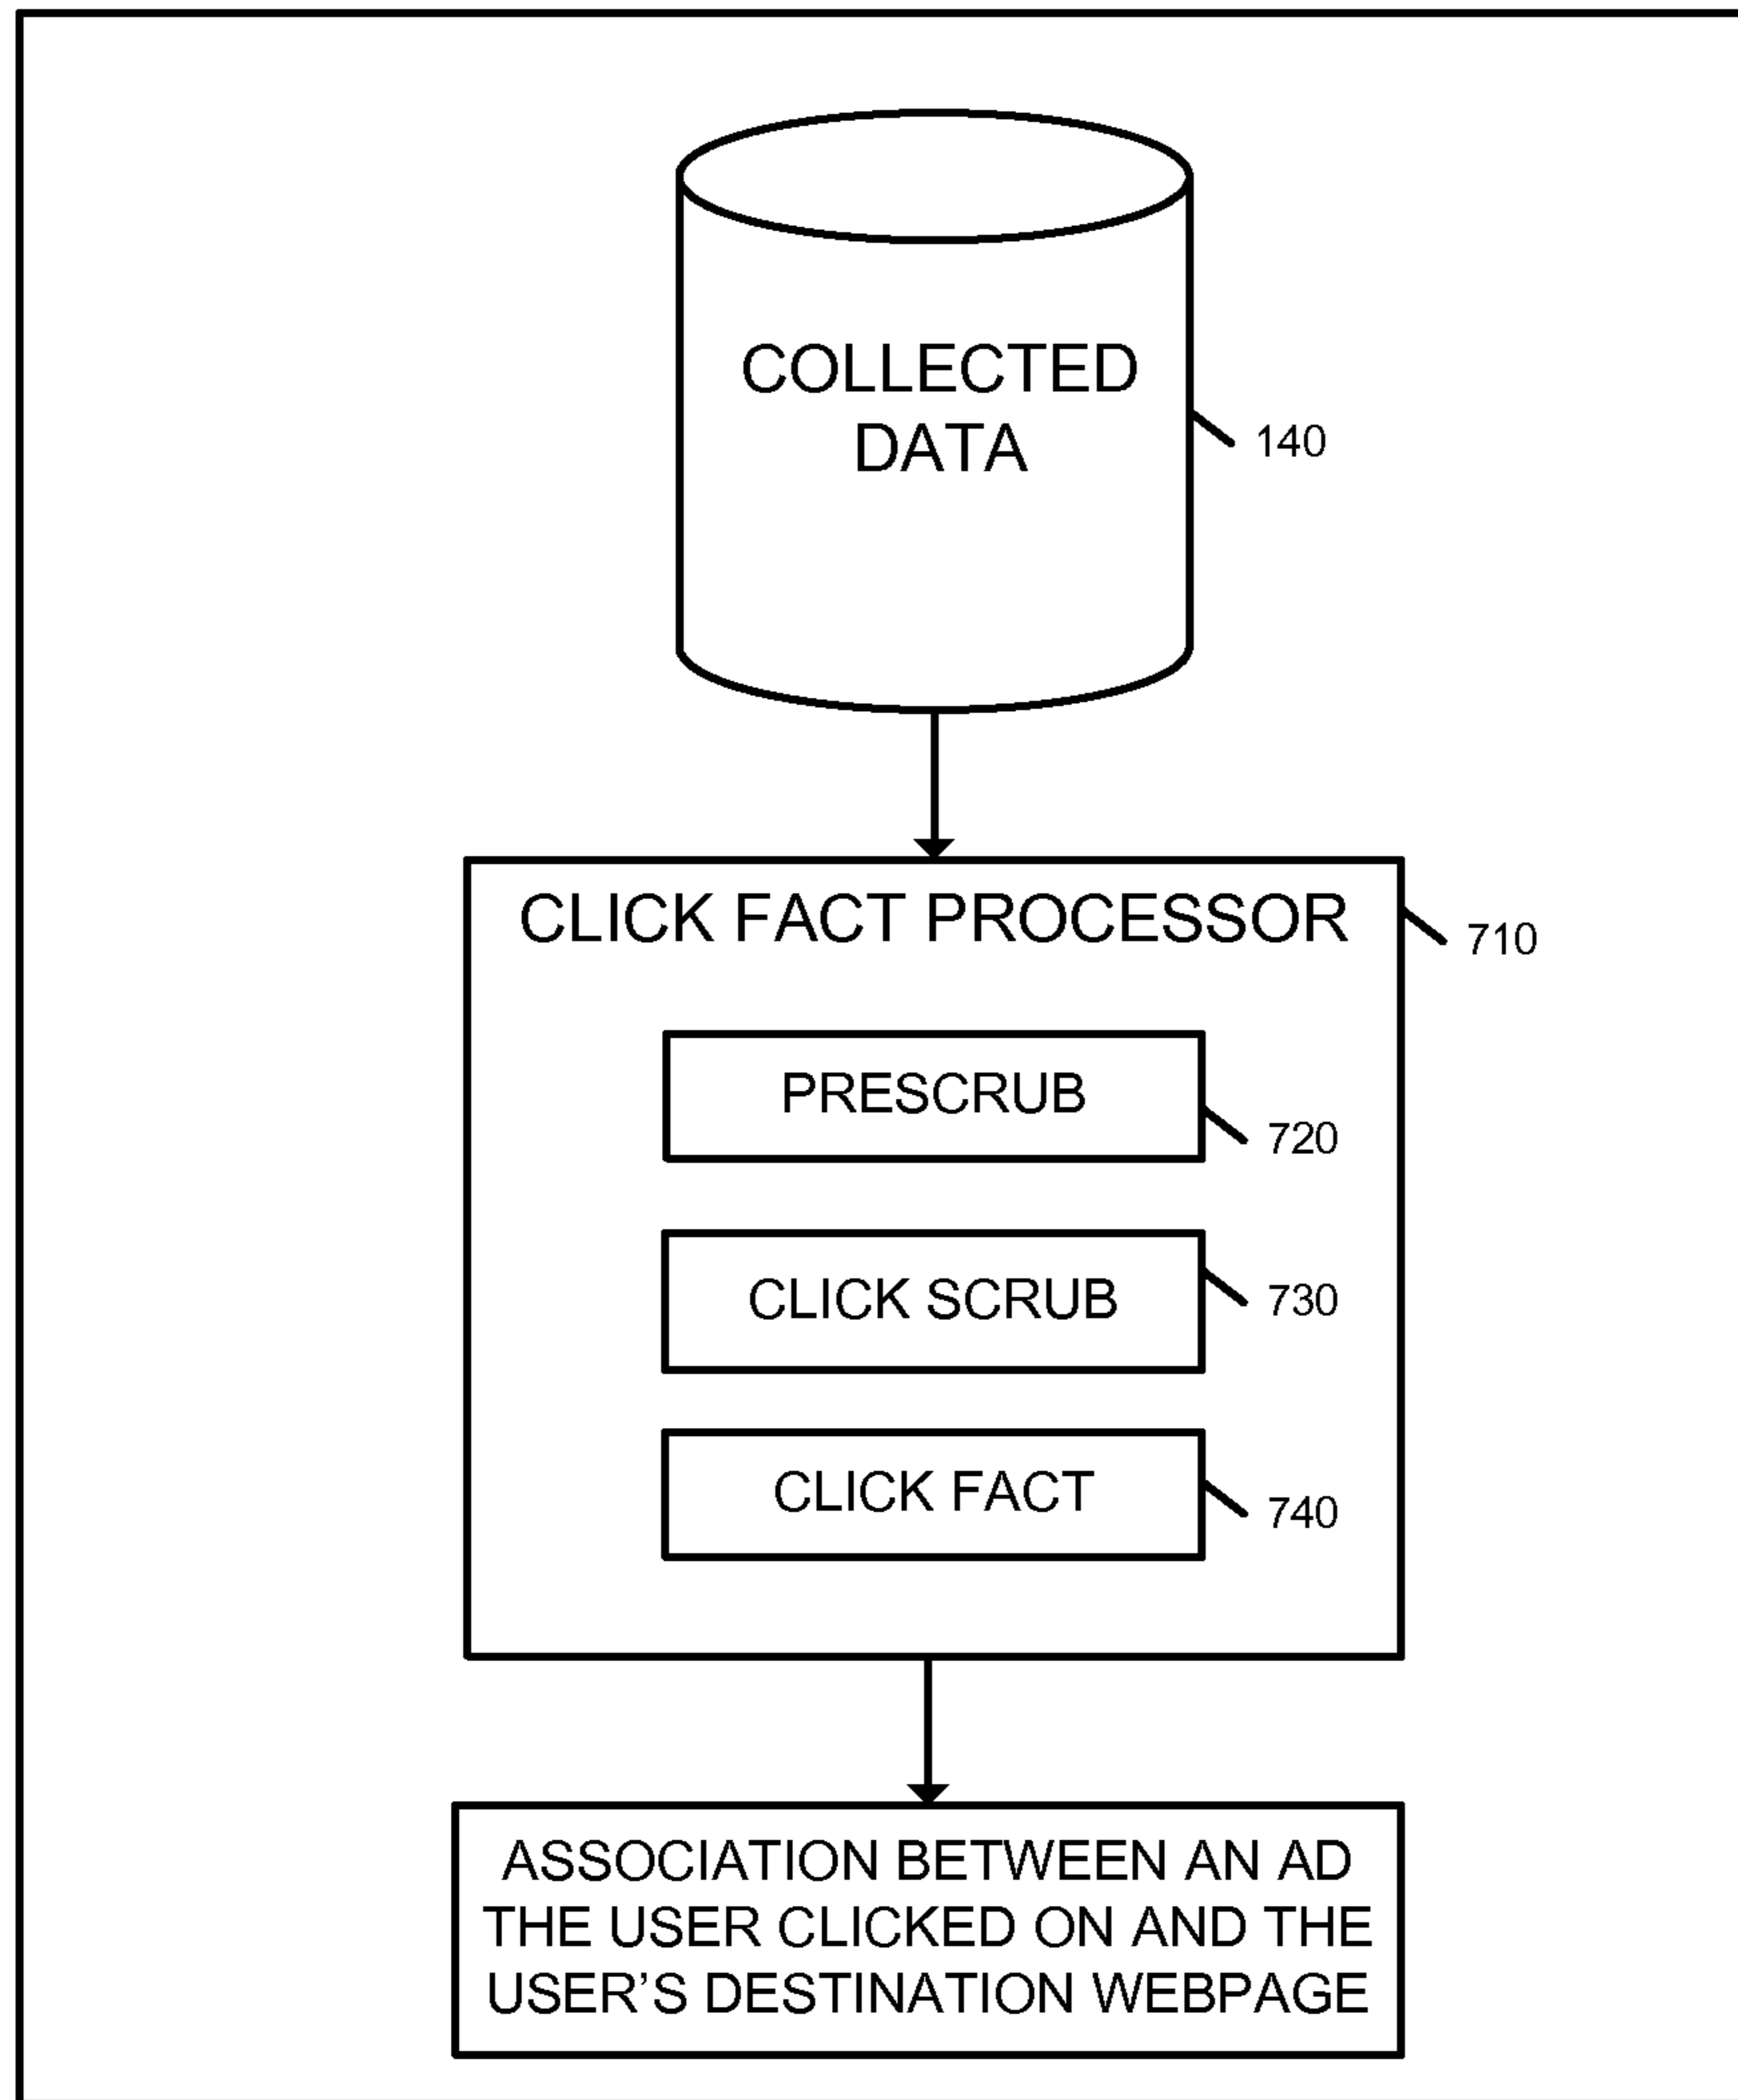 COLLECTED
DATA
140
CLICK FACT PROCESSOR
710
PRESCRUB
720
CLICK SCRUB
730
CLICK FACT
740
ASSOCIATION BETWEEN AN AD
THE USER CLICKED ON AND THE
USER'S DESTINATION WEBPAGE